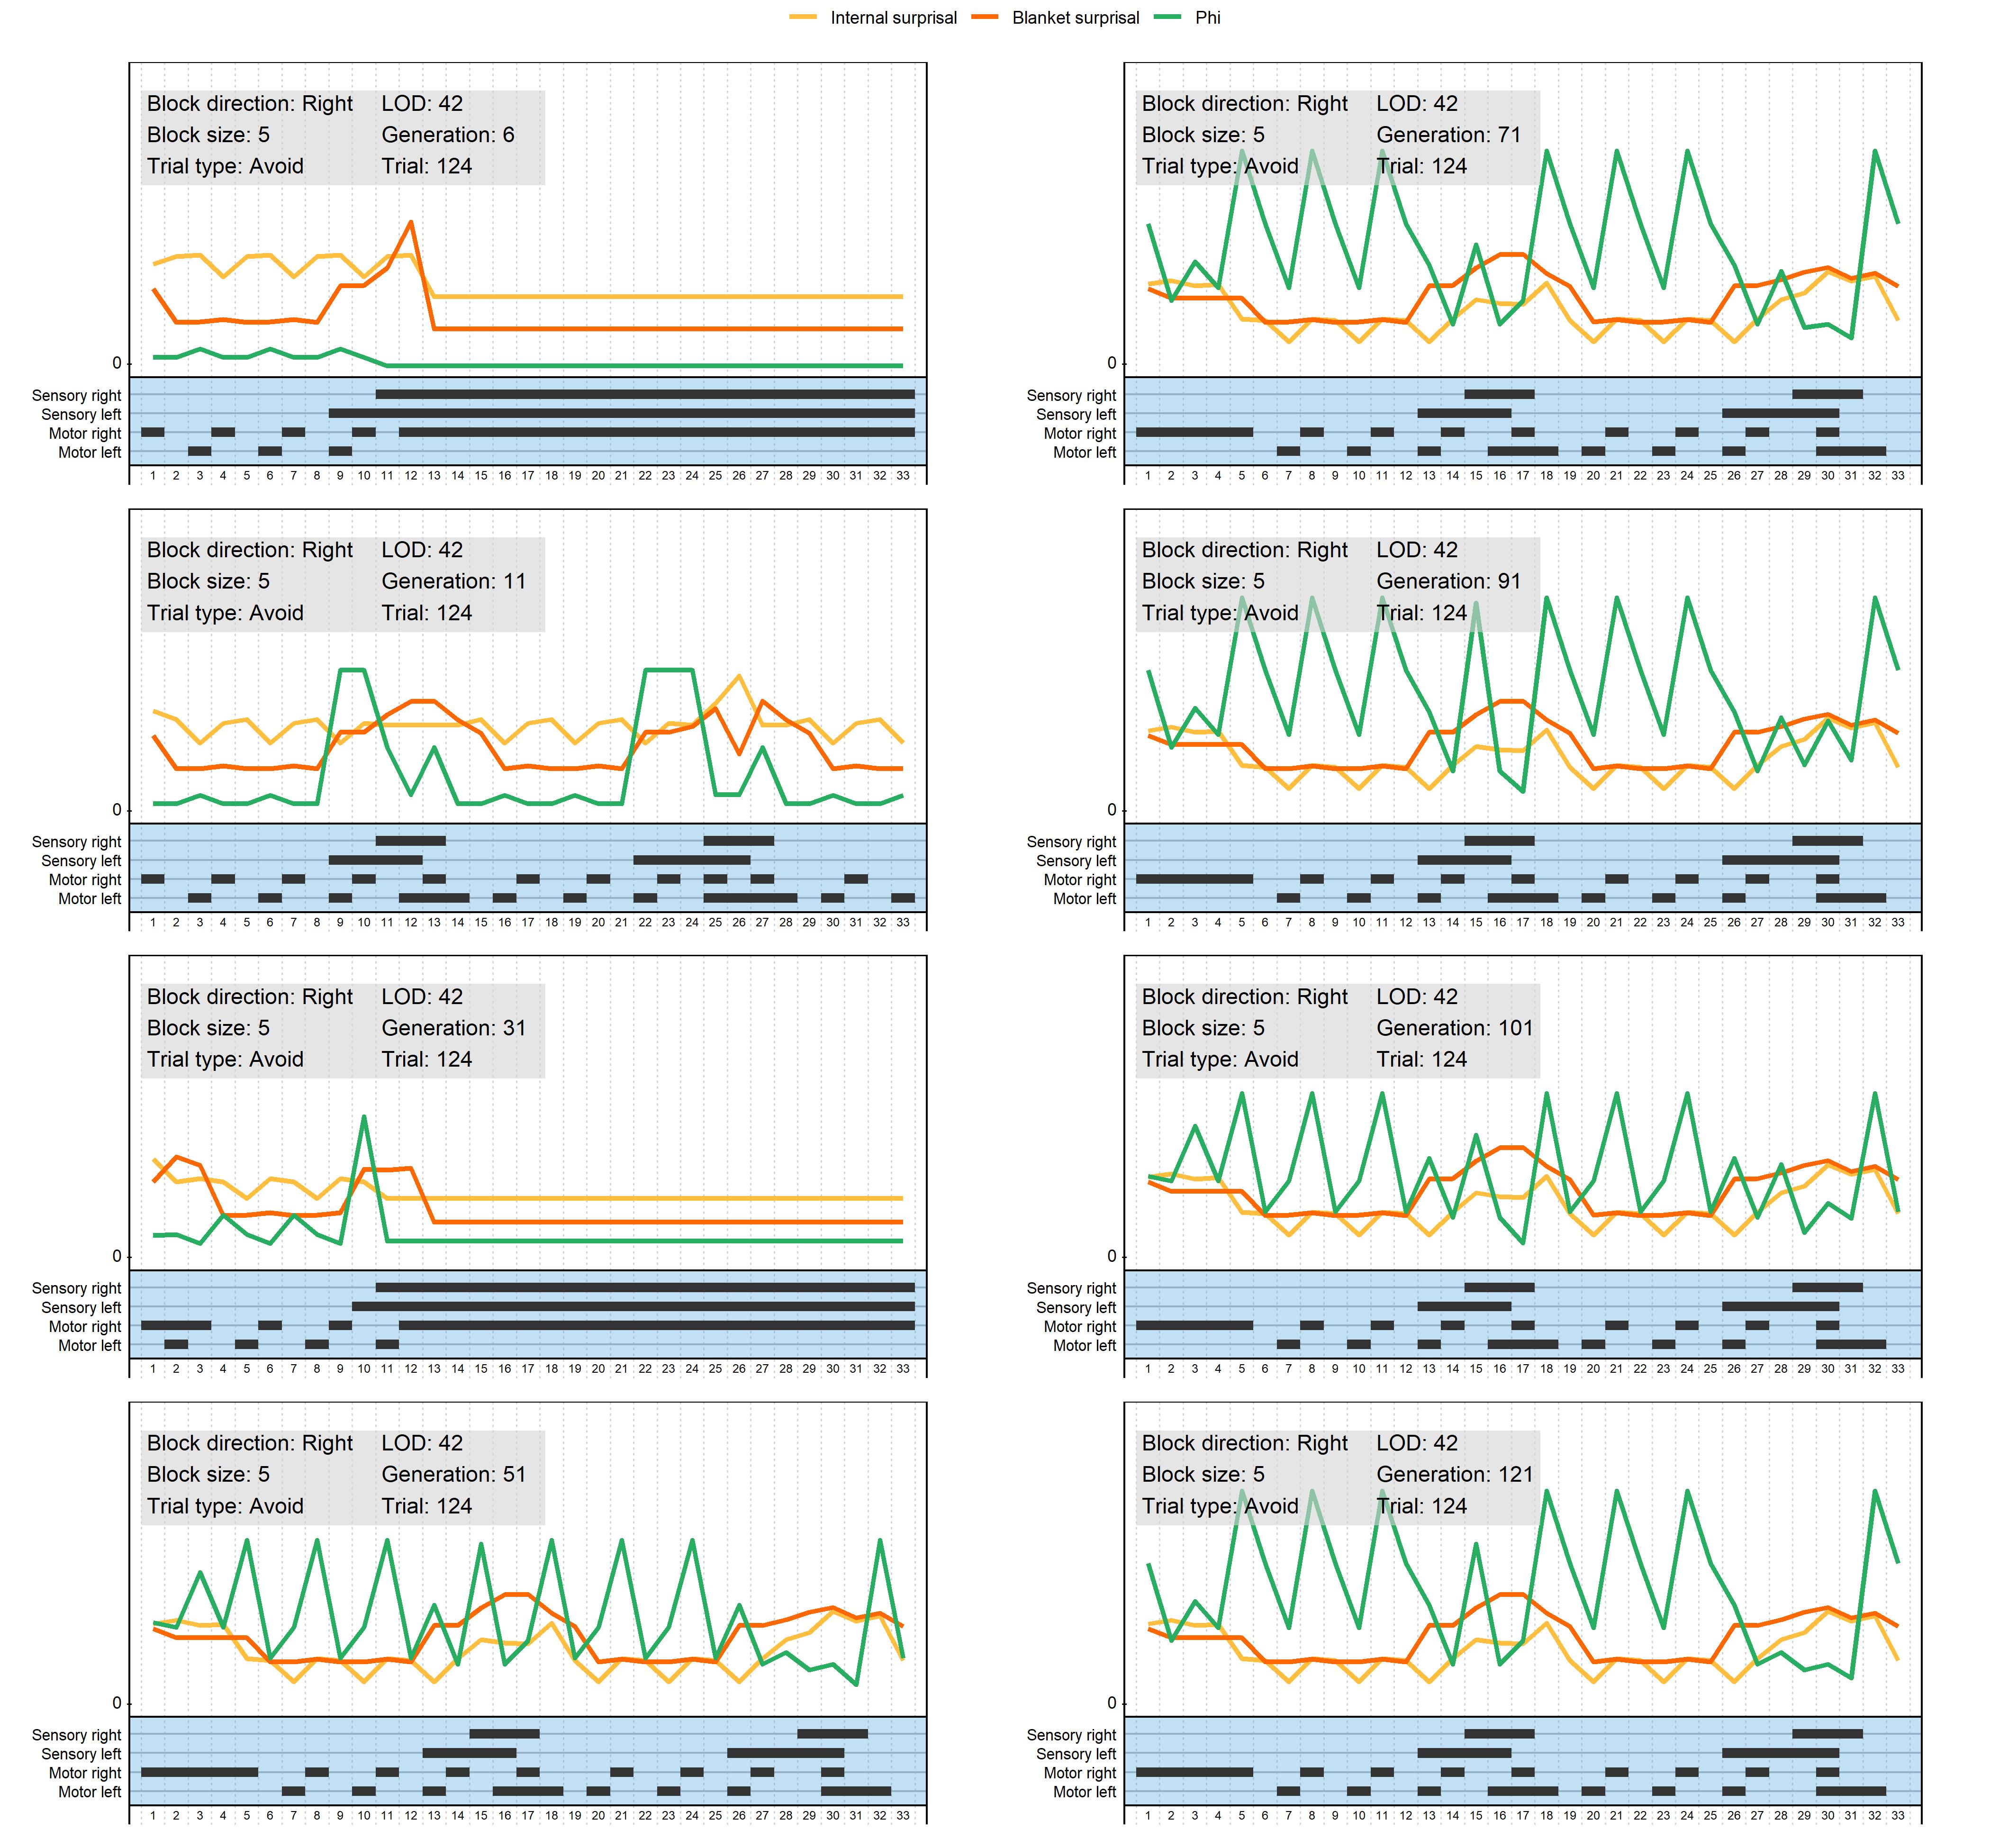 Internal surprisal Blanket surprisal Phi
Block direction: Right LOD: 42
Block size: 5 Generation: 6
Trial type: Avoid Trial: 124
0
Sensory right
Sensory left
Motor right
Motor left
1 2 3 4 5 6 7 8 9 10 11 12 13 14 15 16 17 18 19 20 21 22 23 24 25 26 27 28 29 30 31 32 33
Block direction: Right LOD: 42
Block size: 5 Generation: 71
Trial type: Avoid Trial: 124
0
Sensory right
Sensory left
Motor right
Motor left
1 2 3 4 5 6 7 8 9 10 11 12 13 14 15 16 17 18 19 20 21 22 23 24 25 26 27 28 29 30 31 32 33
Block direction: Right LOD: 42
Block size: 5 Generation: 11
Trial type: Avoid Trial: 124
0
Sensory right
Sensory left
Motor right
Motor left
1 2 3 4 5 6 7 8 9 10 11 12 13 14 15 16 17 18 19 20 21 22 23 24 25 26 27 28 29 30 31 32 33
Block direction: Right LOD: 42
Block size: 5 Generation: 91
Trial type: Avoid Trial: 124
0
Sensory right
Sensory left
Motor right
Motor left
1 2 3 4 5 6 7 8 9 10 11 12 13 14 15 16 17 18 19 20 21 22 23 24 25 26 27 28 29 30 31 32 33
Block direction: Right LOD: 42
Block size: 5 Generation: 31
Trial type: Avoid Trial: 124
0
Sensory right
Sensory left
Motor right
Motor left
1 2 3 4 5 6 7 8 9 10 11 12 13 14 15 16 17 18 19 20 21 22 23 24 25 26 27 28 29 30 31 32 33
Block direction: Right LOD: 42
Block size: 5 Generation: 101
Trial type: Avoid Trial: 124
0
Sensory right
Sensory left
Motor right
Motor left
1 2 3 4 5 6 7 8 9 10 11 12 13 14 15 16 17 18 19 20 21 22 23 24 25 26 27 28 29 30 31 32 33
Block direction: Right LOD: 42
Block size: 5 Generation: 51
Trial type: Avoid Trial: 124
0
Sensory right
Sensory left
Motor right
Motor left
1 2 3 4 5 6 7 8 9 10 11 12 13 14 15 16 17 18 19 20 21 22 23 24 25 26 27 28 29 30 31 32 33
Block direction: Right LOD: 42
Block size: 5 Generation: 121
Trial type: Avoid Trial: 124
0
Sensory right
Sensory left
Motor right
Motor left
1 2 3 4 5 6 7 8 9 10 11 12 13 14 15 16 17 18 19 20 21 22 23 24 25 26 27 28 29 30 31 32 33